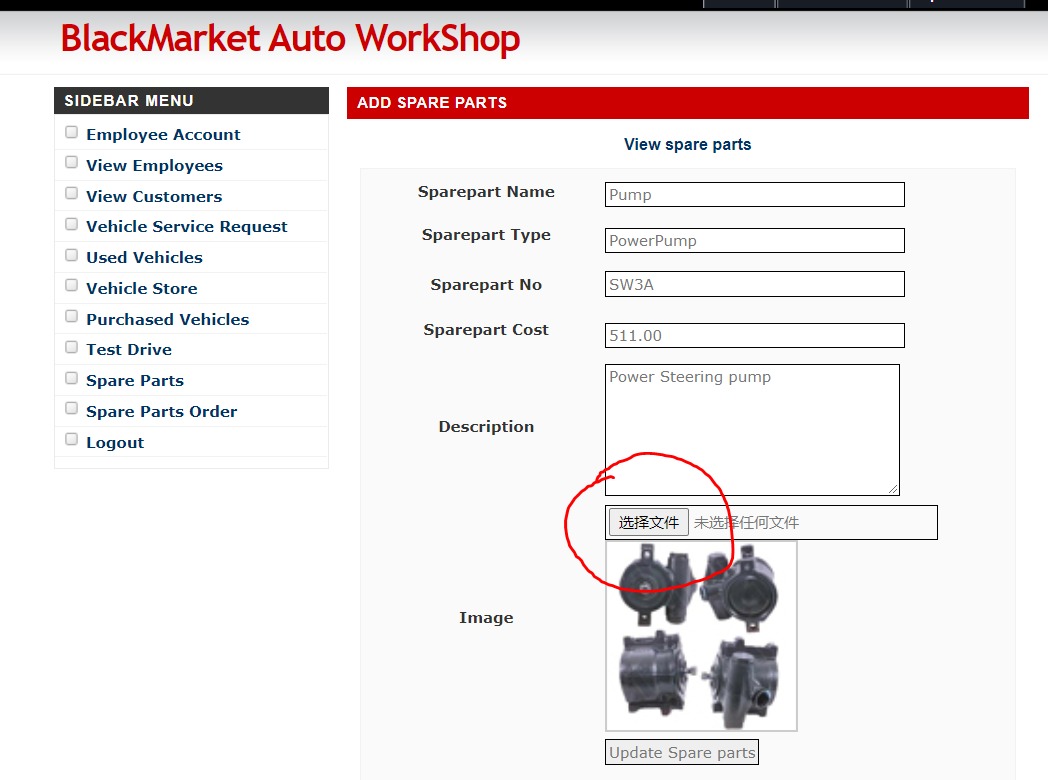 BlackMarket Auto WorkShop
SIDEBAR MENU
Employee Account
View Employees
View Customers
Vehicle Service Request
Used Vehicles
Vehicle Store
Purchased Vehicles
Test Drive
Spare Parts
Spare Parts Order
Logout
ADD SPARE PARTS
View spare parts
Sparepart Name Pump
Sparepart Type PowerPump
Sparepart No SW3A
Sparepart Cost 511.00
Description Power Steering pump
选择文件 未选择任何文件
Image
Update Spare parts